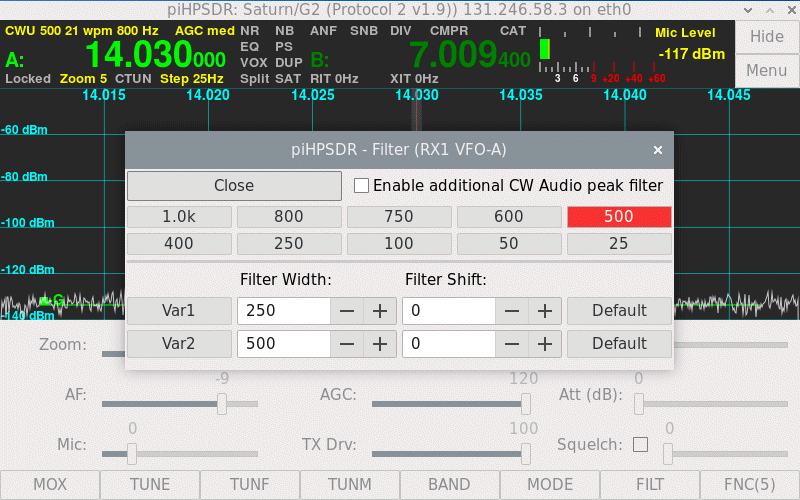 piHPSDR: Saturn/G2 (Protocol 2 v1.9)) 131.246.58.3 on eth0
CWU 500 21 wpm 800 Hz AGC med NR NB ANF SNB DIV CMPR CAT Mic Level Hide
A: 14.030000 EQ PS VOX DUP B: 7.009400 -117 dBm
Locked Zoom 5 CTUN Step 25Hz Split SAT RIT 0Hz XIT 0Hz 3 6 9 +20 +40 +60 Menu
14.015 14.020 14.025 14.030 14.035 14.040 14.045
-60 dBm
piHPSDR - Filter (RX1 VFO-A)
-80 dBm
Close Enable additional CW Audio peak filter
1.0k 800 750 600 500
-100 dBm
400 250 100 50 25
-120 dBm
Filter Width: Filter Shift:
G
Var1 250 0 Default
-140 dBm
Var2 500 0 Default
Zoom:
-9 120 0
AF: AGC: Att (dB):
0 100 0
Mic: TX Drv: Squelch:
MOX TUNE TUNF TUNM BAND MODE FILT FNC(5)